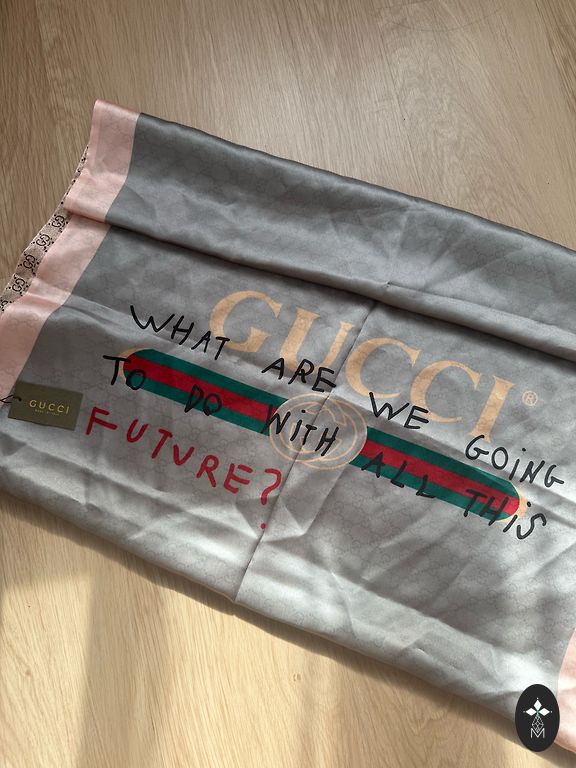 GUCCI®
WHAT ARE WE GOING
TO DO WiTH ALL THiS
FUTURE?
GUCCI